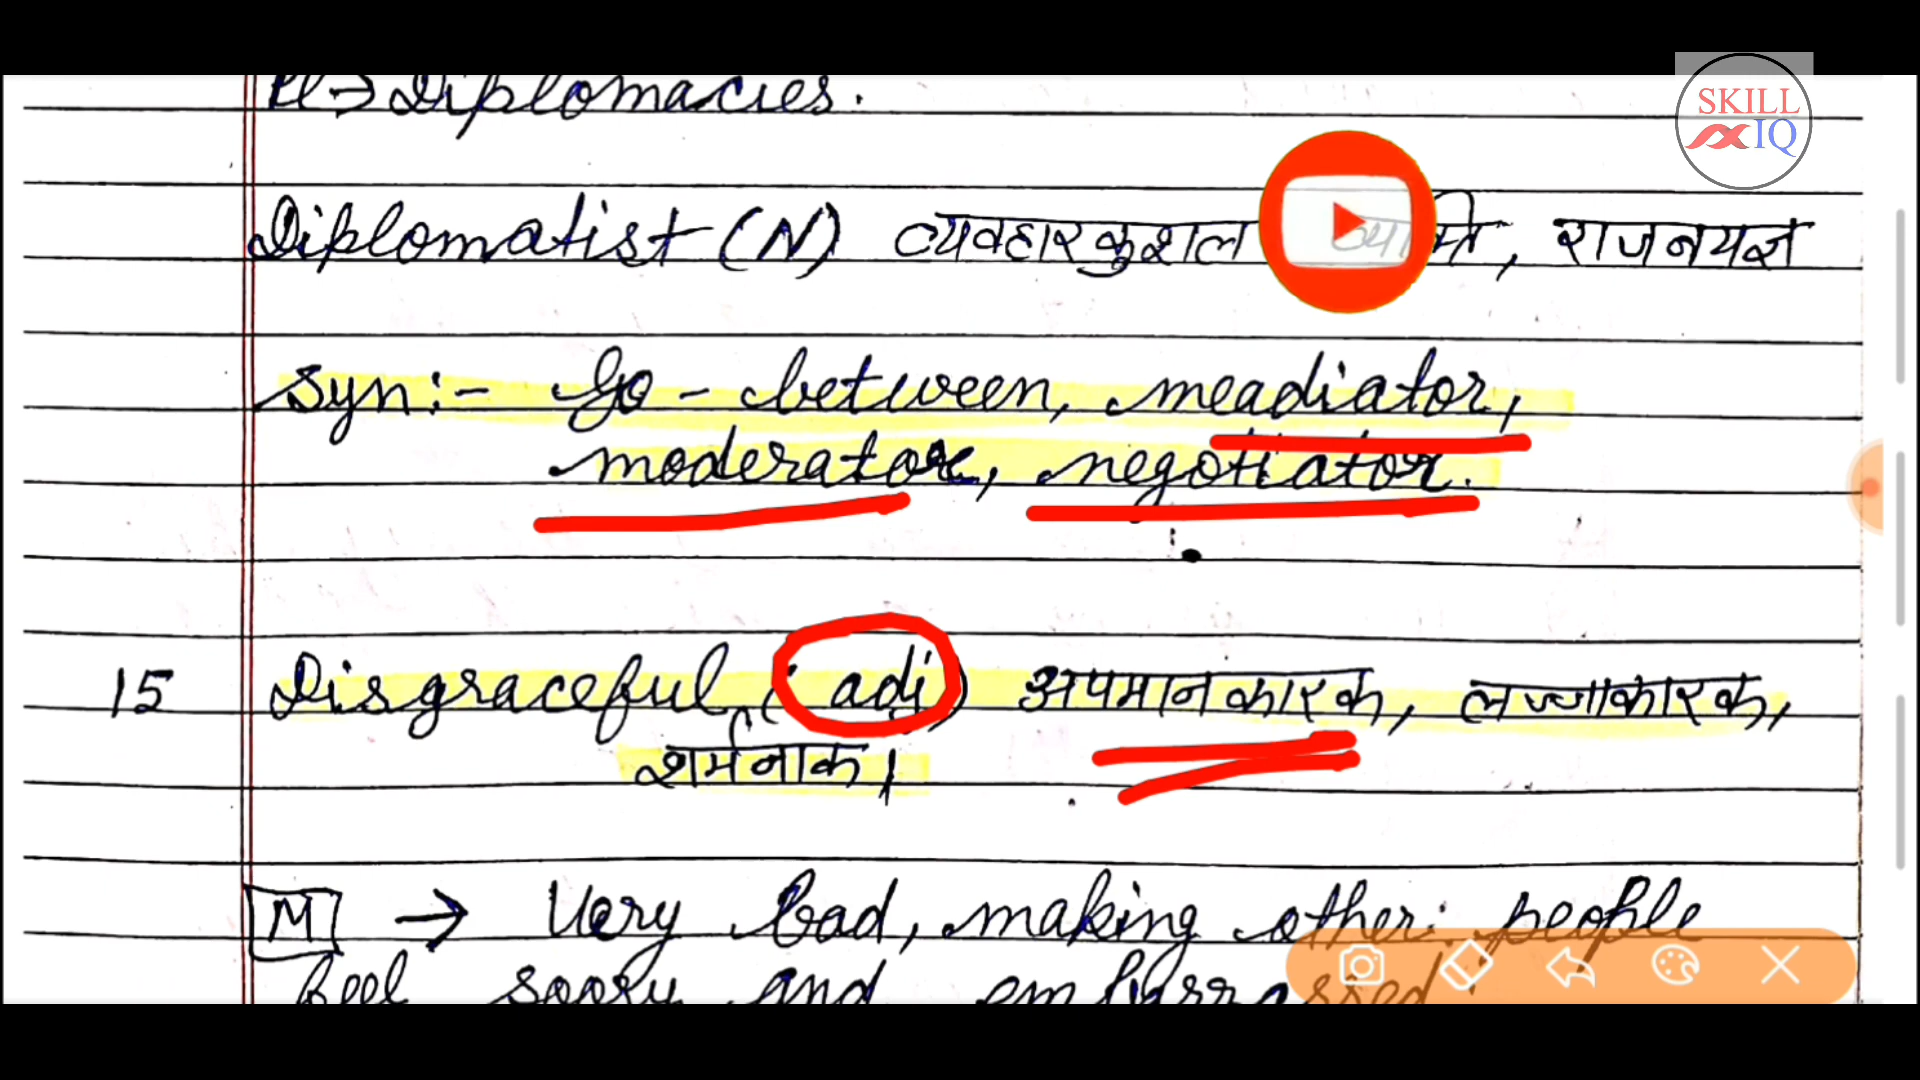 Pl → Diplomacies.
SKILL
IQ
Diplomatist (N) व्यवहारकुशल राजनयज्ञ
Syn:- Go - between, meadiator,
moderator, negotiator.
15 Disgraceful (adj) अपमानकारक, लज्जाकारक,
शर्मनाक।
M → Very bad, making other people
feel sorry and embarrassed